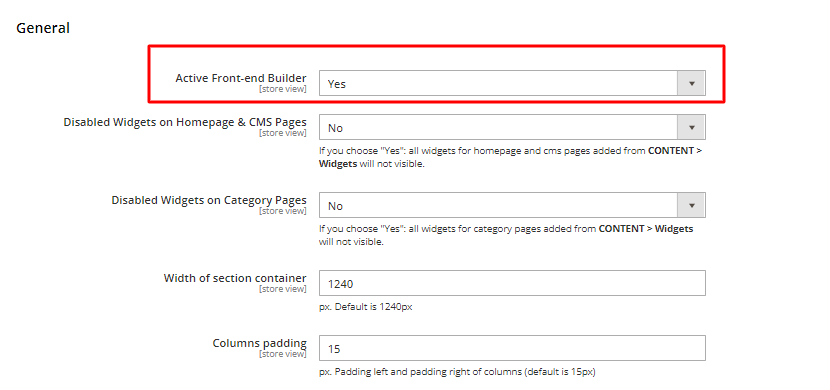 General
Active Front-end Builder
[store view]
Yes
Disabled Widgets on Homepage & CMS Pages
[store view]
No
If you choose "Yes": all widgets for homepage and cms pages added from CONTENT >
Widgets will not visible.
Disabled Widgets on Category Pages
[store view]
No
If you choose "Yes": all widgets for category pages added from CONTENT > Widgets
will not visible.
Width of section container
[store view]
1240
px. Default is 1240px
Columns padding
[store view]
15
px. Padding left and padding right of columns (default is 15px)